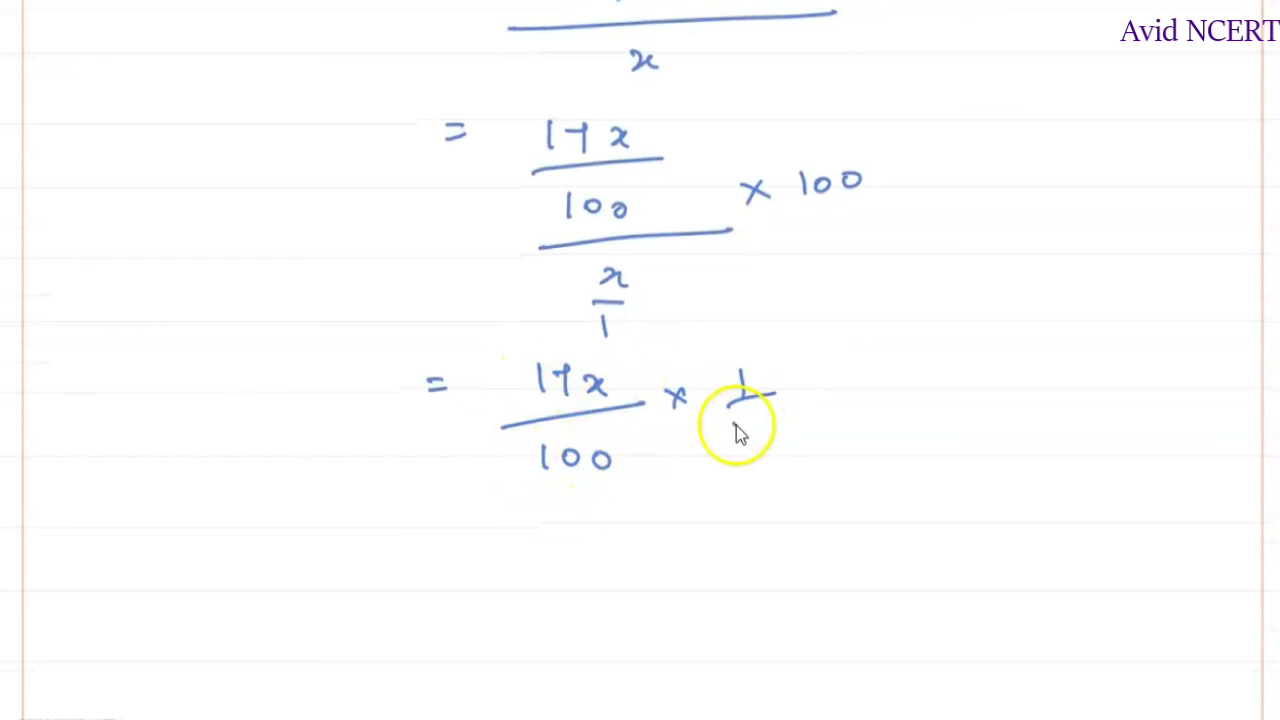 Avid NCERT
x
= 17x
100 × 100
x
1
= 17x × 1
100